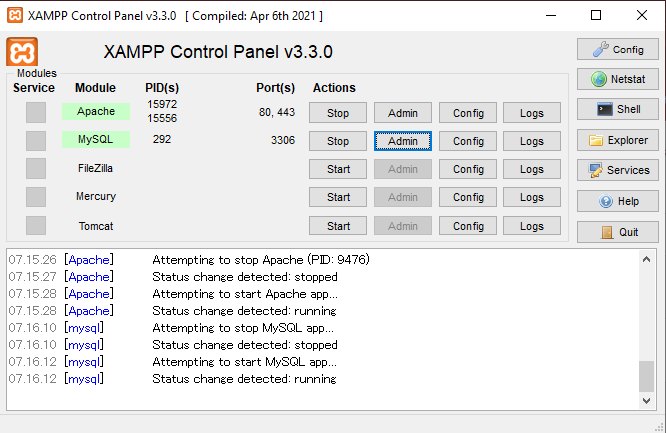 XAMPP Control Panel v3.3.0 [ Compiled: Apr 6th 2021 ]
XAMPP Control Panel v3.3.0
Config
Modules
Service Module PID(s) Port(s) Actions
Netstat
Apache 15972 15556 80, 443 Stop Admin Config Logs
Shell
MySQL 292 3306 Stop Admin Config Logs
Explorer
FileZilla Start Admin Config Logs
Services
Mercury Start Admin Config Logs
Help
Tomcat Start Admin Config Logs
Quit
07.15.26 [Apache] Attempting to stop Apache (PID: 9476)
07.15.27 [Apache] Status change detected: stopped
07.15.28 [Apache] Attempting to start Apache app...
07.15.28 [Apache] Status change detected: running
07.16.10 [mysql] Attempting to stop MySQL app...
07.16.10 [mysql] Status change detected: stopped
07.16.12 [mysql] Attempting to start MySQL app...
07.16.12 [mysql] Status change detected: running